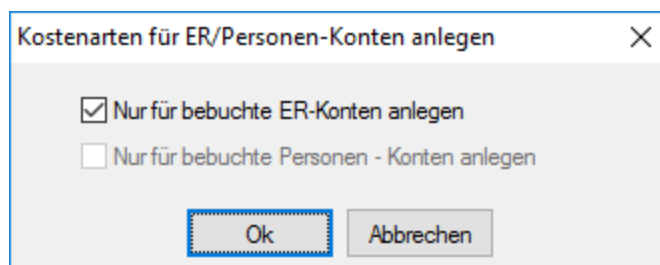 Kostenarten für ER/Personen-Konten anlegen
Nur für bebuchte ER-Konten anlegen
Nur für bebuchte Personen - Konten anlegen
Ok Abbrechen